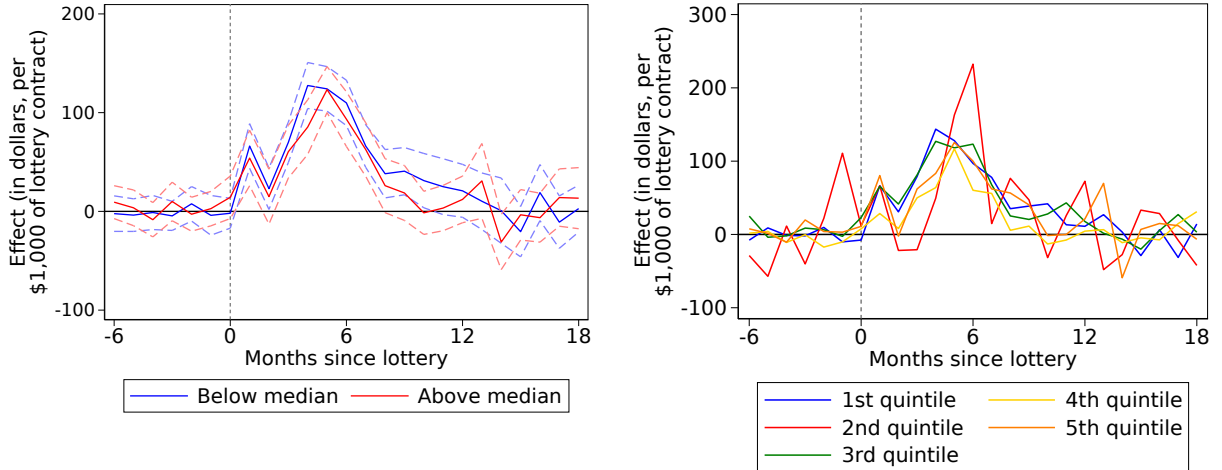 Effect (in dollars, per
$1,000 of lottery contract)
200
100
0
-100
-6
0
6
12
18
Months since lottery
Below median
Above median
Effect (in dollars, per
$1,000 of lottery contract)
300
200
100
0
-100
-6
0
6
12
18
Months since lottery
1st quintile
4th quintile
2nd quintile
5th quintile
3rd quintile